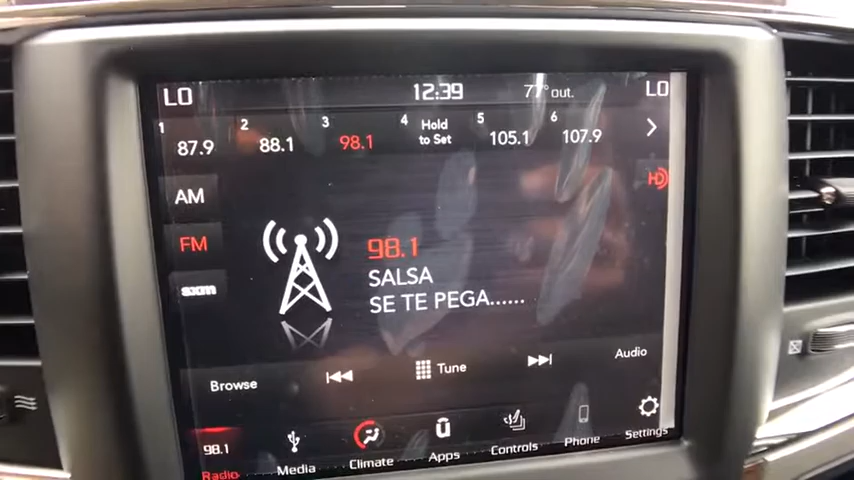 LO 12:39 77° out. LO
1 2 3 4 5 6
87.9 88.1 98.1 Hold to Set 105.1 107.9
HD
AM
FM
sxm
98.1
SALSA
SE TE PEGA......
Browse Tune Audio
98.1
Radio Media Climate Apps Controls Phone Settings